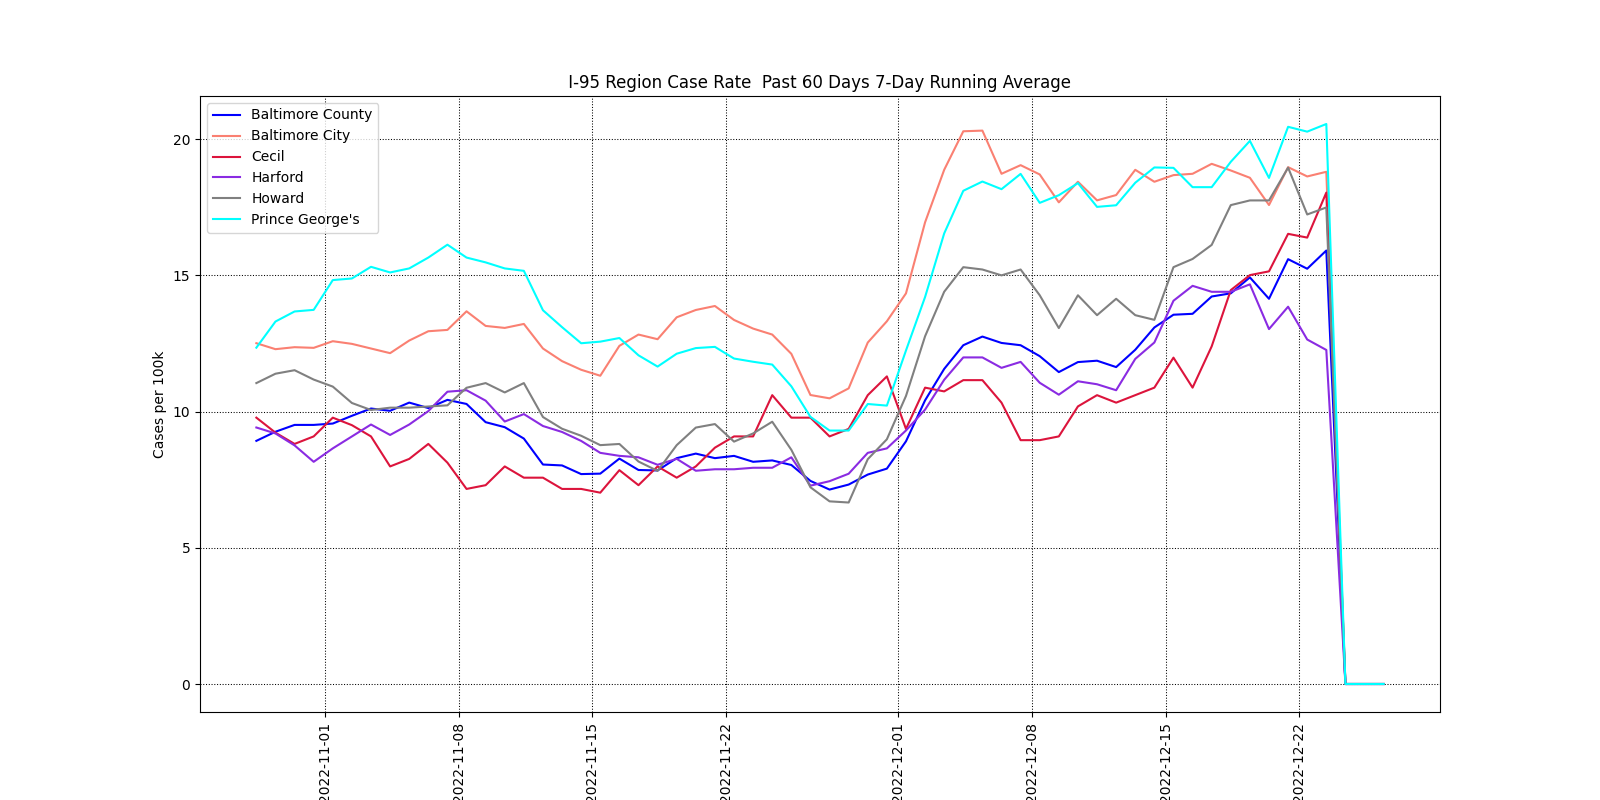 I-95 Region Case Rate  Past 60 Days 7-Day Running Average
Baltimore County
Baltimore City
Cecil
Harford
Howard
Prince George's
Cases per 100k
20
15
10
5
0
2022-11-01
2022-11-08
2022-11-15
2022-11-22
2022-12-01
2022-12-08
2022-12-15
2022-12-22